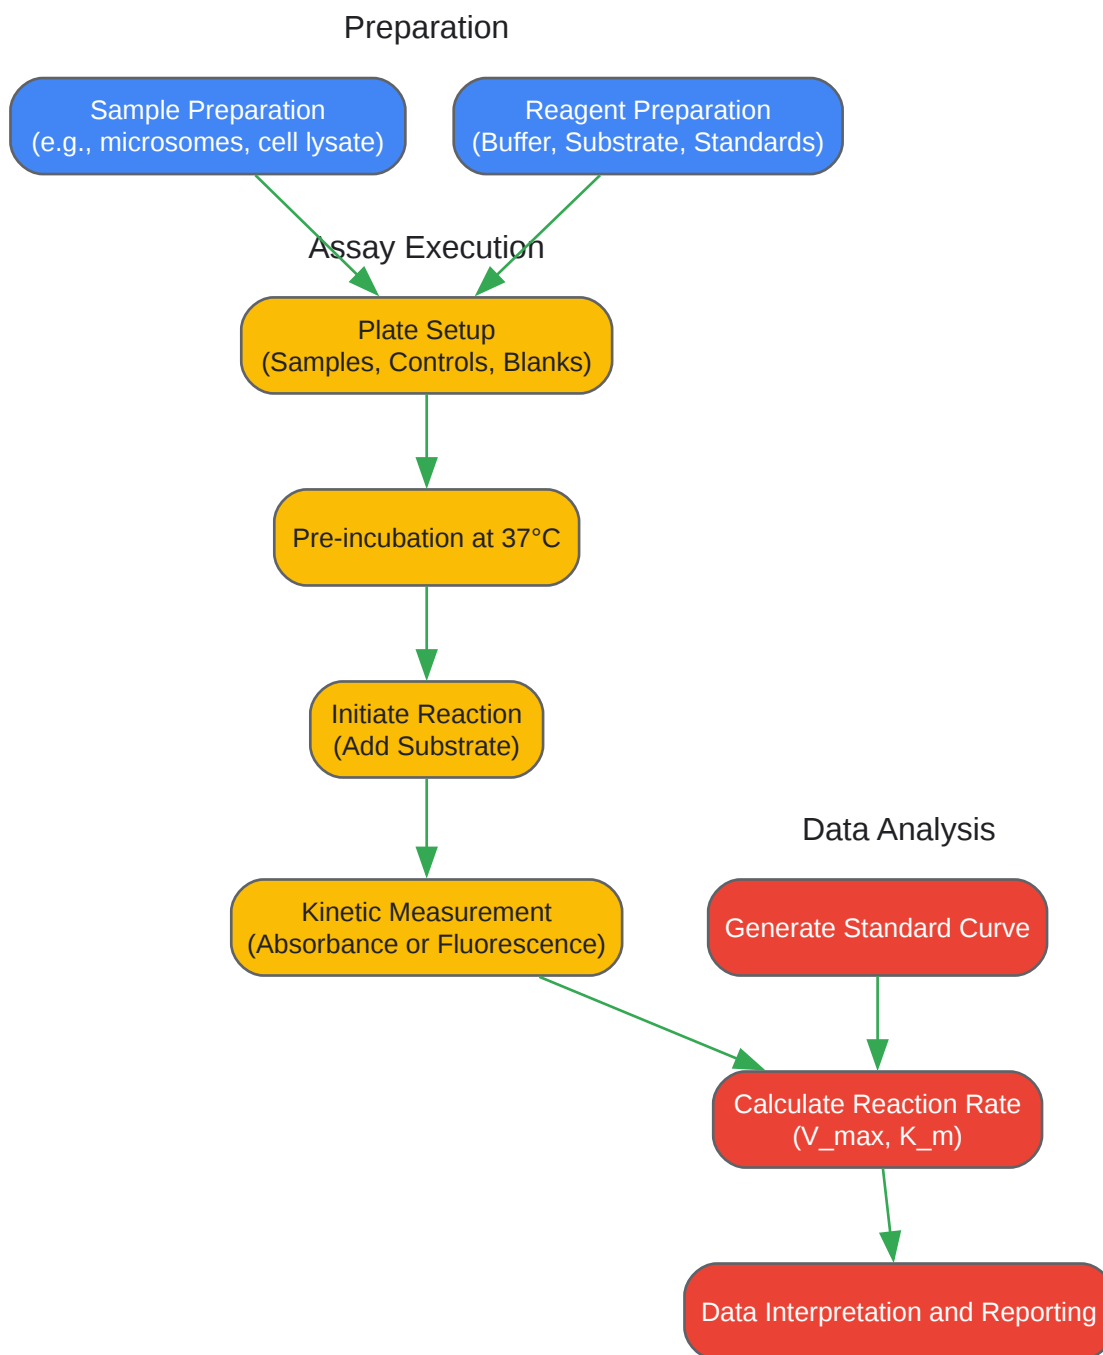 Preparation
Sample Preparation
(e.g., microsomes, cell lysate)
Reagent Preparation
(Buffer, Substrate, Standards)
Assay Execution
Plate Setup
(Samples, Controls, Blanks)
Pre-incubation at 37°C
Initiate Reaction
(Add Substrate)
Kinetic Measurement
(Absorbance or Fluorescence)
Data Analysis
Generate Standard Curve
Calculate Reaction Rate
(V_max, K_m)
Data Interpretation and Reporting